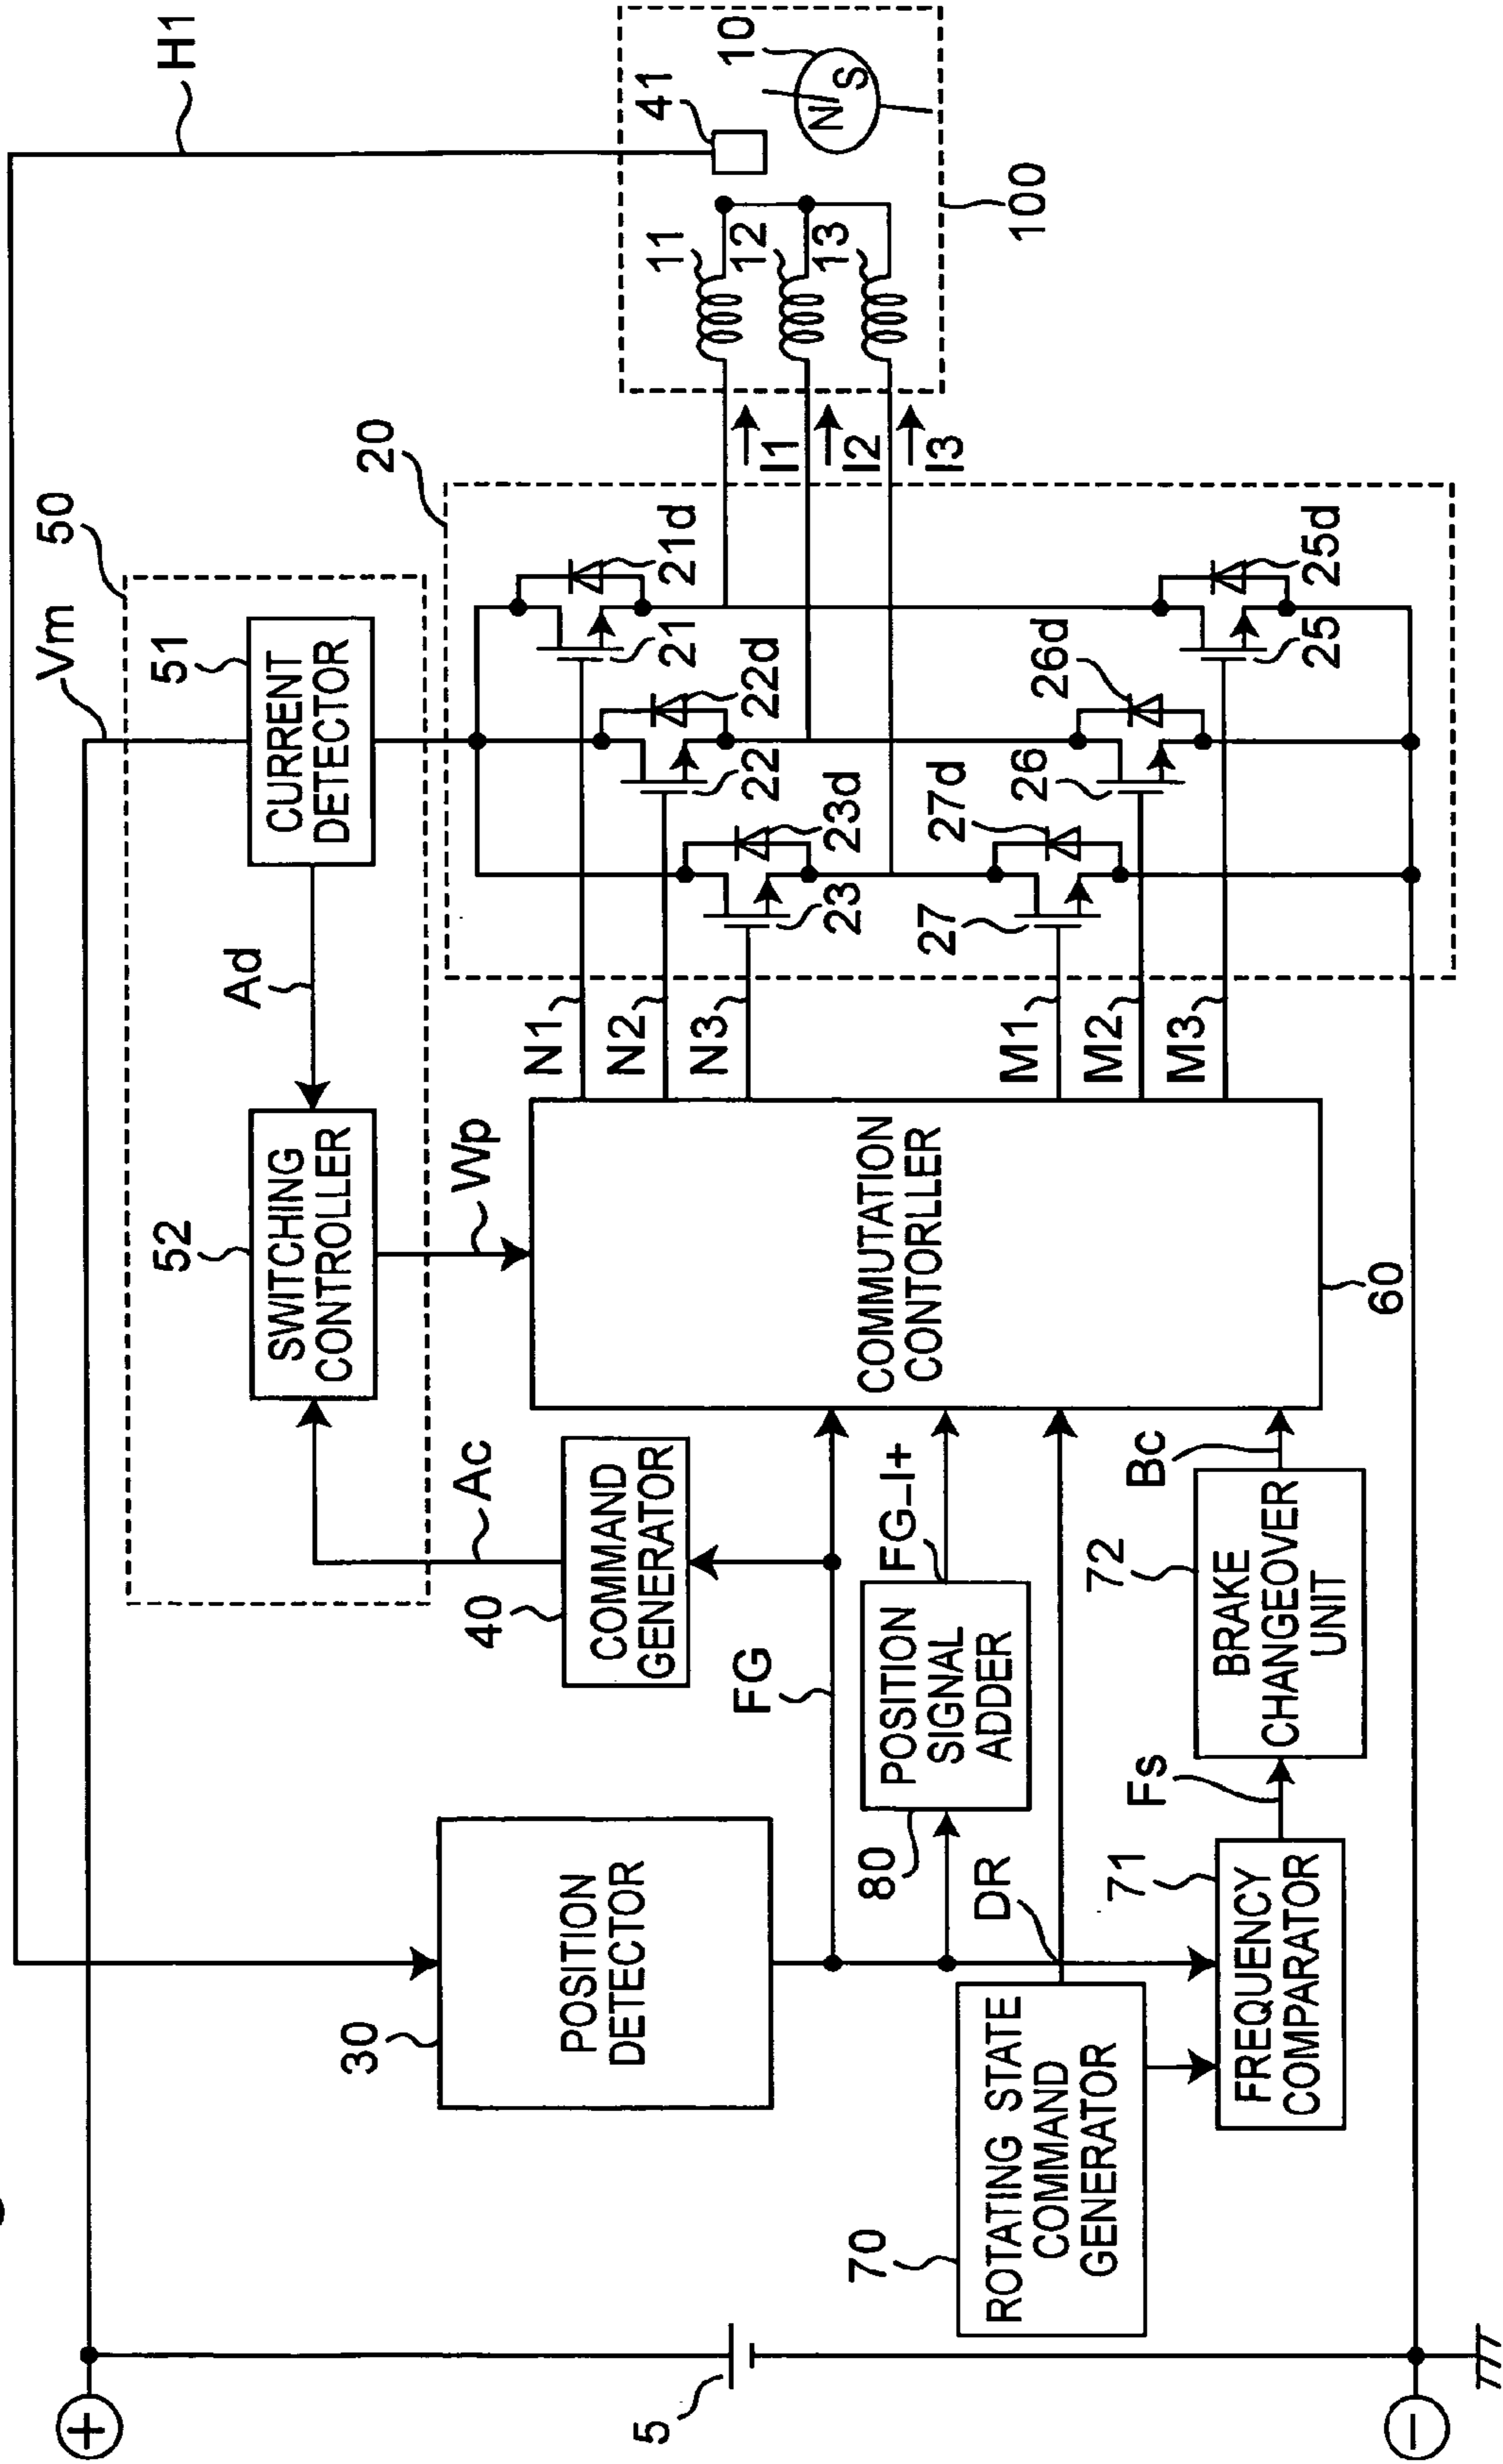 H1
Vm
50
51
CURRENT
DETECTOR
Ad
52
SWITCHING
CONTROLLER
Wp
Ac
40
COMMAND
GENERATOR
20
21d
21
22d
22
23d
23
25d
25
26d
26
27d
27
N1
N2
N3
M1
M2
M3
I1
I2
I3
11
12
13
41
10
N
S
100
COMMUTATION
CONTORLLER
60
30
POSITION
DETECTOR
FG
FG-I+
80
POSITION
SIGNAL
ADDER
DR
70
ROTATING STATE
COMMAND
GENERATOR
71
FREQUENCY
COMPARATOR
Fs
72
BRAKE
CHANGEOVER
UNIT
Bc
5
+
−